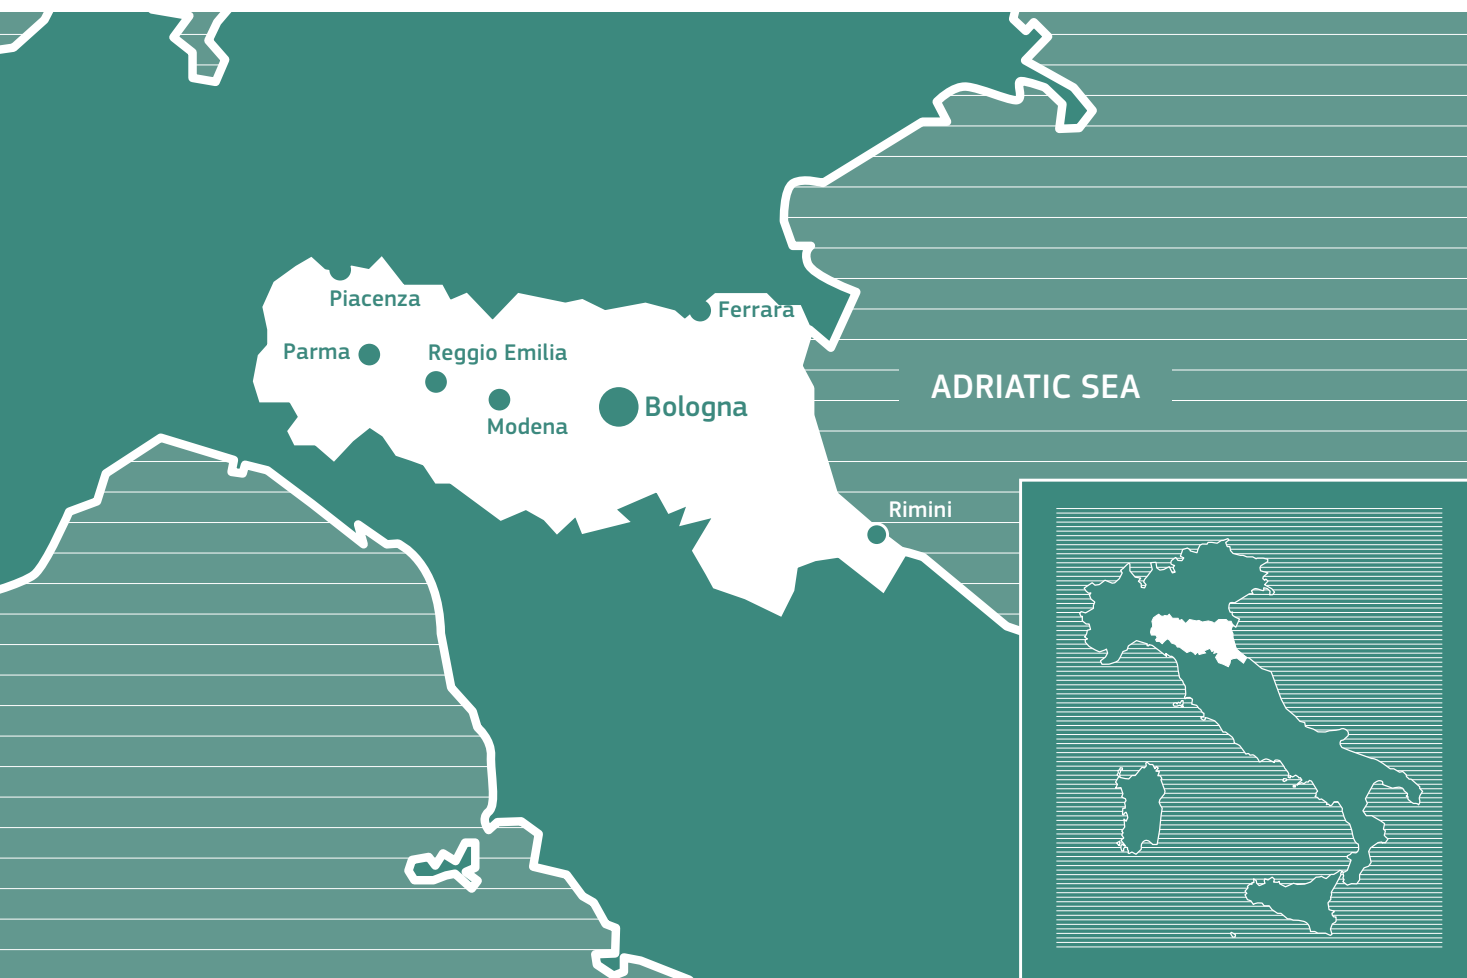 Piacenza
Ferrara
Parma
Reggio Emilia
ADRIATIC SEA
Bologna
Modena
Rimini